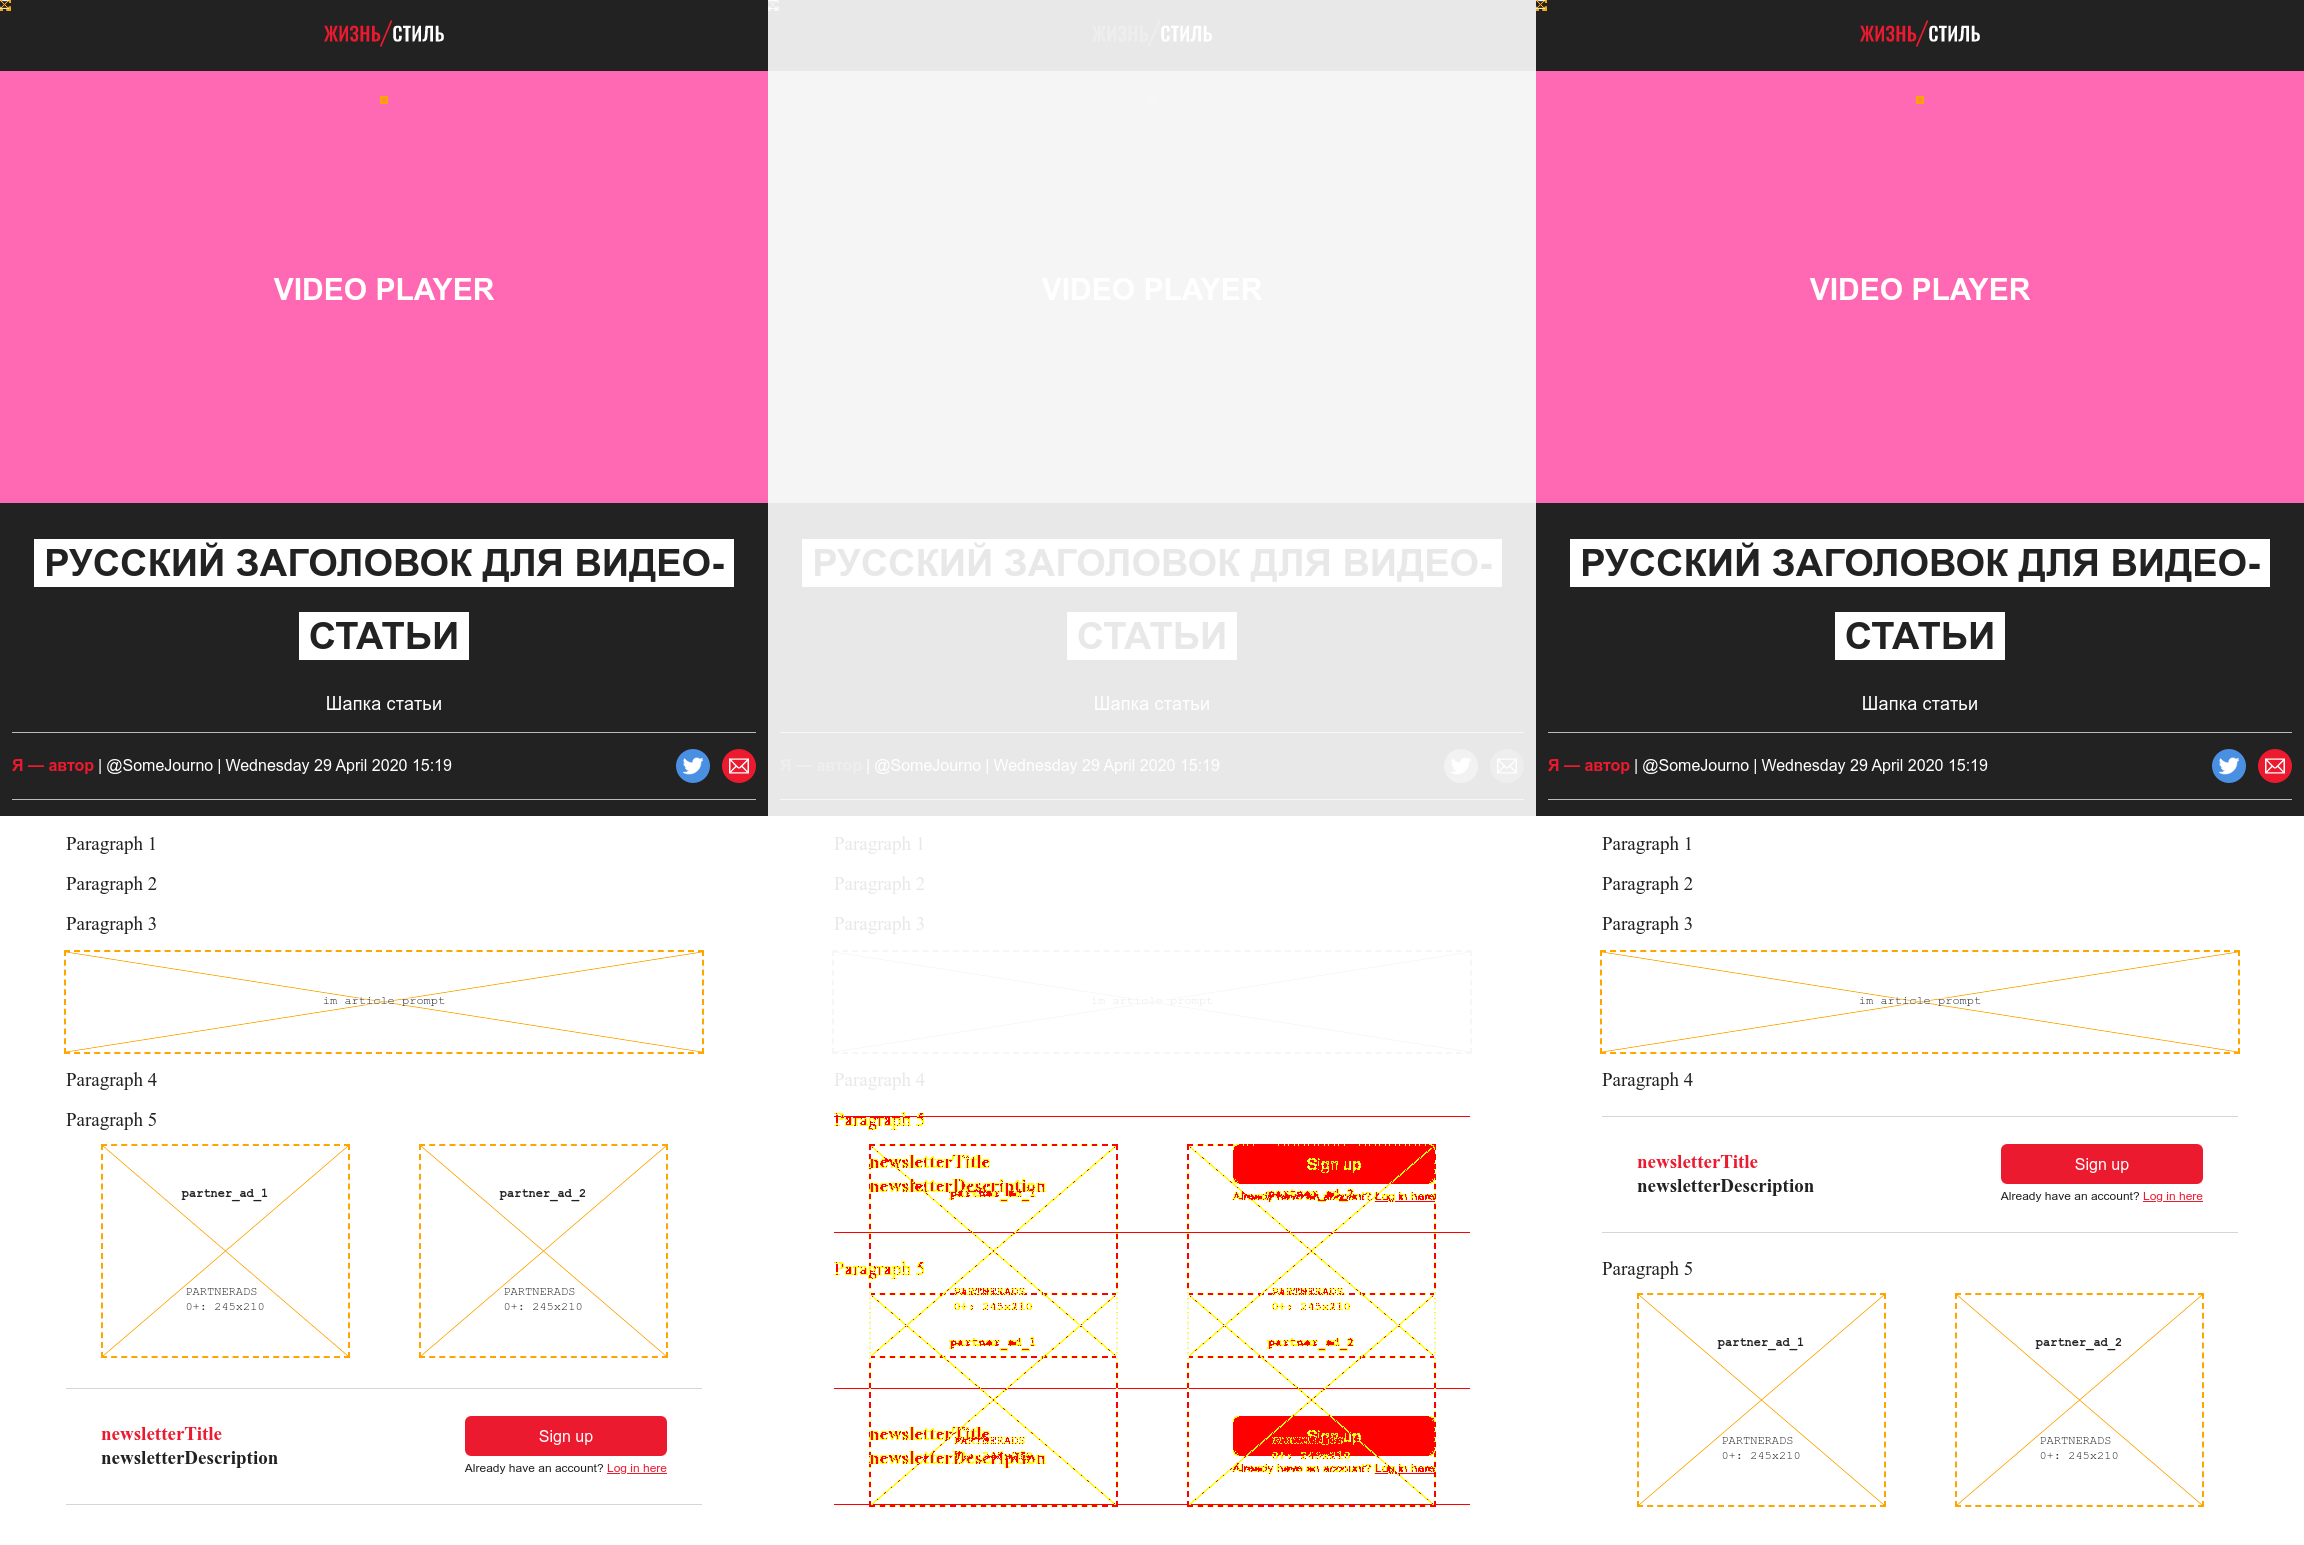 ЖИЗНЬ/СТИЛЬ
VIDEO PLAYER
РУССКИЙ ЗАГОЛОВОК ДЛЯ ВИДЕО-
СТАТЬИ
Шапка статьи
Я — автор | @SomeJourno | Wednesday 29 April 2020 15:19
Paragraph 1
Paragraph 2
Paragraph 3
im article prompt
Paragraph 4
Paragraph 5
partner_ad_1
partner_ad_2
PARTNERADS
0+: 245x210
PARTNERADS
0+: 245x210
newsletterTitle
newsletterDescription
Sign up
Already have an account? Log in here
ЖИЗНЬ/СТИЛЬ
VIDEO PLAYER
РУССКИЙ ЗАГОЛОВОК ДЛЯ ВИДЕО-
СТАТЬИ
Шапка статьи
Я — автор | @SomeJourno | Wednesday 29 April 2020 15:19
Paragraph 1
Paragraph 2
Paragraph 3
im article prompt
Paragraph 4
Paragraph 5
newsletterTitle
newsletterDescription
partner_ad_1
Sign up
partner_ad_2
Already have an account? Log in here
Paragraph 5
PARTNERADS
0+: 245x210
PARTNERADS
0+: 245x210
partner_ad_1
partner_ad_2
newsletterTitle
PARTNERADS
newsletterDescription
0+: 245x210
Sign up
PARTNERADS
0+: 245x210
Already have an account? Log in here
ЖИЗНЬ/СТИЛЬ
VIDEO PLAYER
РУССКИЙ ЗАГОЛОВОК ДЛЯ ВИДЕО-
СТАТЬИ
Шапка статьи
Я — автор | @SomeJourno | Wednesday 29 April 2020 15:19
Paragraph 1
Paragraph 2
Paragraph 3
im article prompt
Paragraph 4
newsletterTitle
newsletterDescription
Sign up
Already have an account? Log in here
Paragraph 5
partner_ad_1
partner_ad_2
PARTNERADS
0+: 245x210
PARTNERADS
0+: 245x210